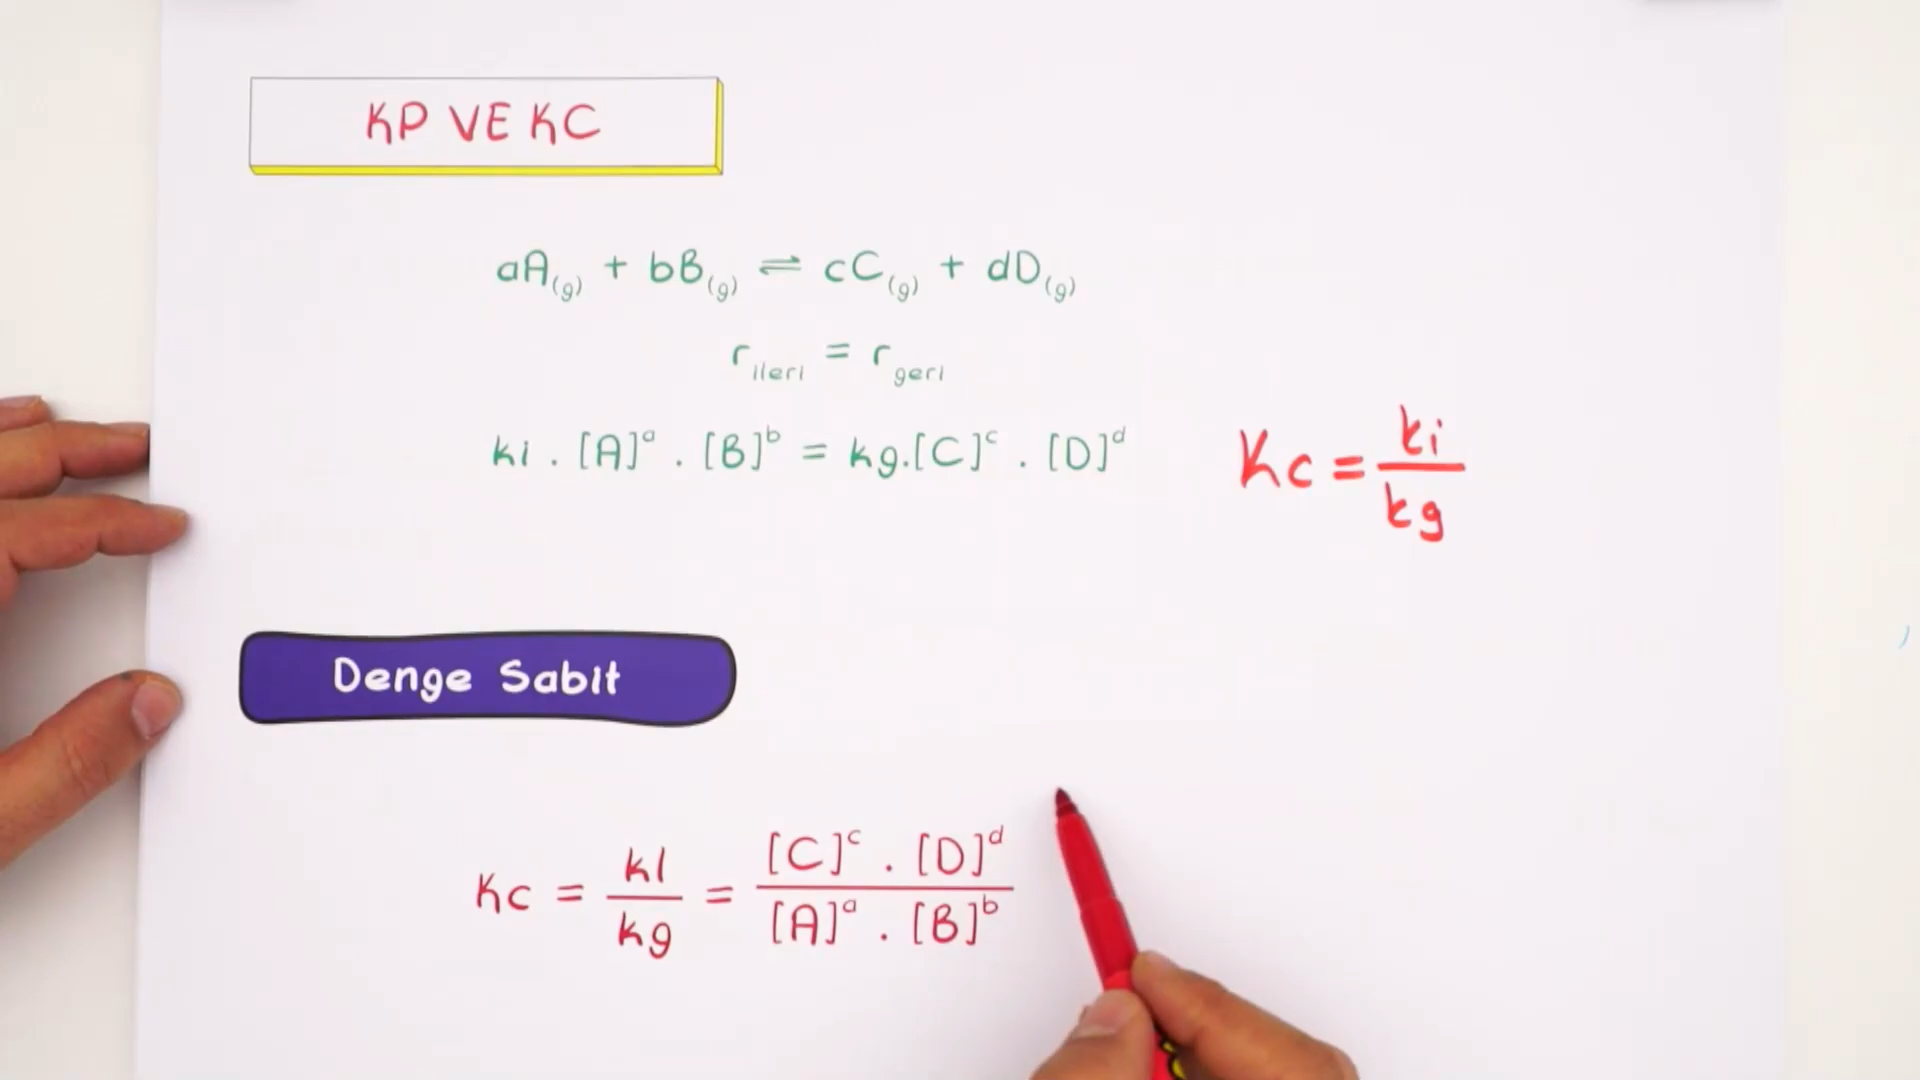 KP VE KC
aA(g) + bB(g) ⇌ cC(g) + dD(g)
rileri = rgeri
ki . [A]ᵃ . [B]ᵇ = kg.[C]ᶜ . [D]ᵈ
Kc = ki/kg
Denge Sabit
Kc = kI/kg = [C]ᶜ . [D]ᵈ / [A]ᵃ . [B]ᵇ